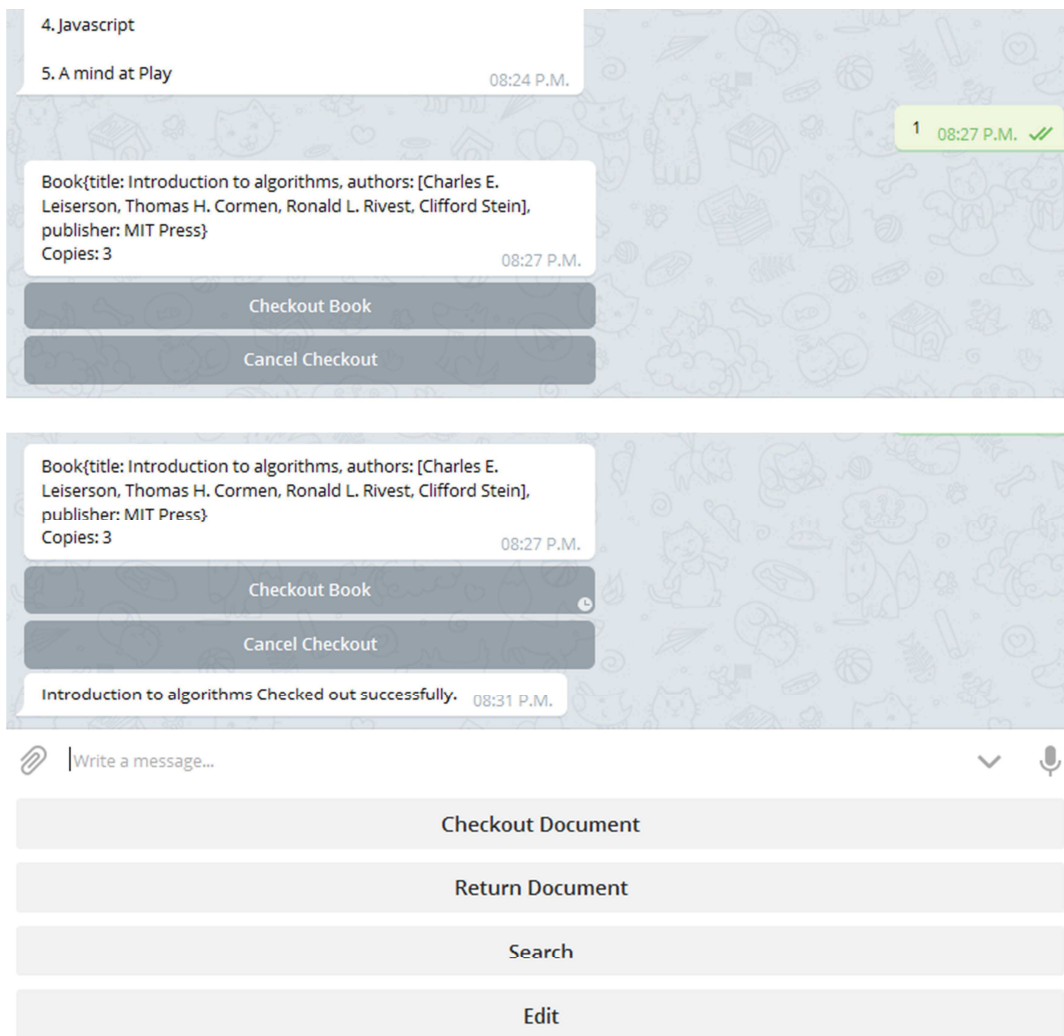 4. Javascript
5. A mind at Play
08:24 P.M.
1 08:27 P.M.
Book{title: Introduction to algorithms, authors: [Charles E.
Leiserson, Thomas H. Cormen, Ronald L. Rivest, Clifford Stein],
publisher: MIT Press}
Copies: 3
08:27 P.M.
Checkout Book
Cancel Checkout
Book{title: Introduction to algorithms, authors: [Charles E.
Leiserson, Thomas H. Cormen, Ronald L. Rivest, Clifford Stein],
publisher: MIT Press}
Copies: 3
08:27 P.M.
Checkout Book
Cancel Checkout
Introduction to algorithms Checked out successfully. 08:31 P.M.
Write a message...
Checkout Document
Return Document
Search
Edit